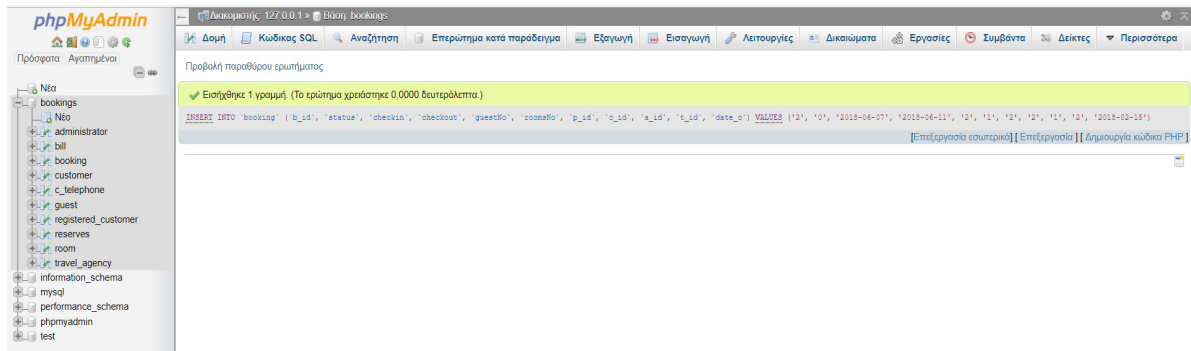 phpMyAdmin
Πρόσφατα Αγαπημένοι
Νέα
bookings
Νέο
administrator
bill
booking
customer
c_telephone
guest
registered_customer
reserves
room
travel_agency
information_schema
mysql
performance_schema
phpmyadmin
test
Διακομιστής: 127.0.0.1 » Βάση: bookings
Δομή Κώδικας SQL Αναζήτηση Επερώτημα κατά παράδειγμα Εξαγωγή Εισαγωγή Λειτουργίες Δικαιώματα Εργασίες Συμβάντα Δείκτες Περισσότερα
Προβολή παραθύρου ερωτήματος
Εισήχθηκε 1 γραμμή. (Το ερώτημα χρειάστηκε 0,0000 δευτερόλεπτα.)
INSERT INTO `booking` (`b_id`, `status`, `checkin`, `checkout`, `guestNo`, `roomsNo`, `p_id`, `c_id`, `a_id`, `t_id`, `date_o`) VALUES ('2', '0', '2018-06-07', '2018-06-11', '2', '1', '2', '2', '1', '2', '2018-02-15')
[Επεξεργασία εσωτερικά] [ Επεξεργασία ] [ Δημιουργία κώδικα PHP ]